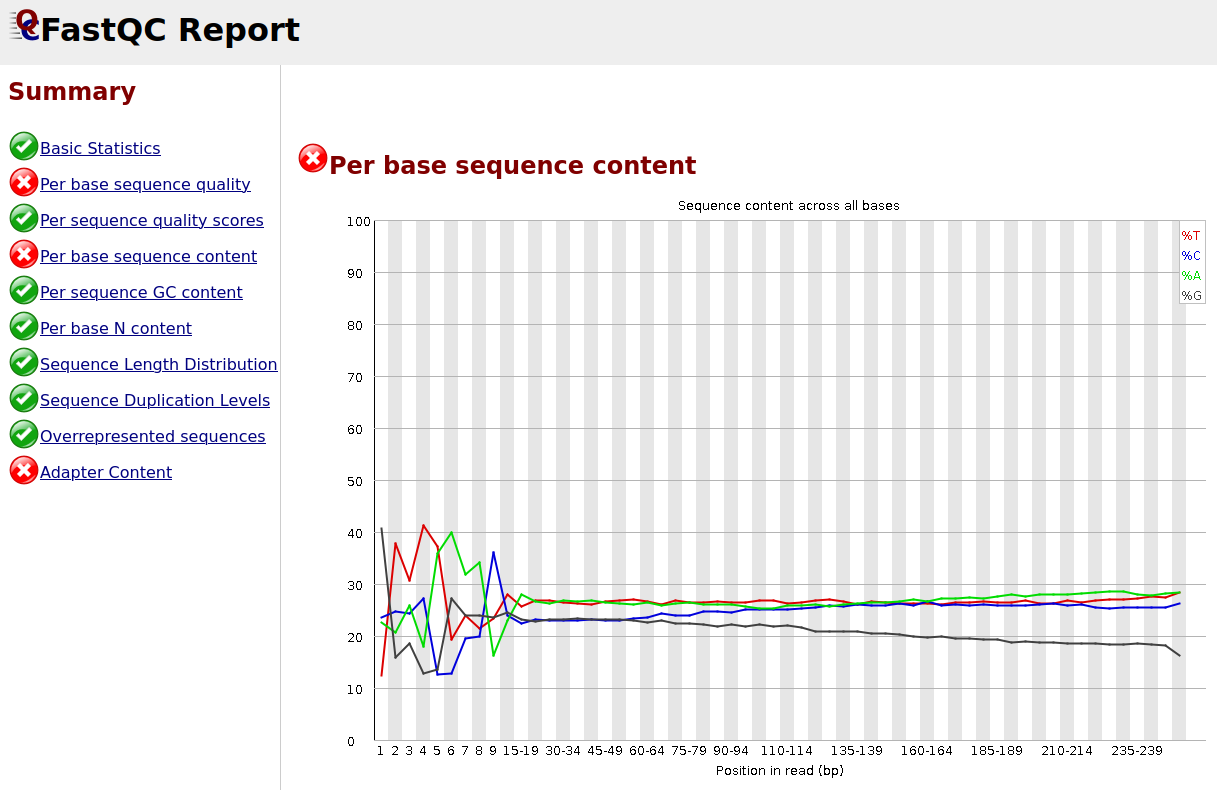 FastQC Report
Summary
Basic Statistics
Per base sequence quality
Per sequence quality scores
Per base sequence content
Per sequence GC content
Per base N content
Sequence Length Distribution
Sequence Duplication Levels
Overrepresented sequences
Adapter Content
Per base sequence content
Sequence content across all bases
100
90
80
70
60
50
40
30
20
10
0
%T
%C
%A
%G
1 2 3 4 5 6 7 8 9 15-19 30-34 45-49 60-64 75-79 90-94 110-114 135-139 160-164 185-189 210-214 235-239
Position in read (bp)